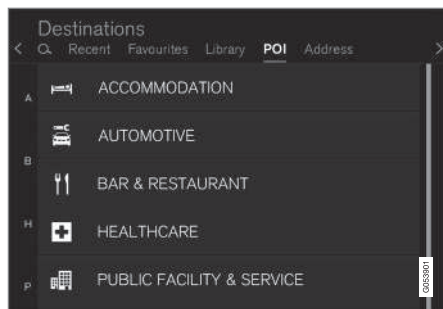 Destinations
Recent Favourites Library POI Address
A
ACCOMMODATION
AUTOMOTIVE
B
BAR & RESTAURANT
H
HEALTHCARE
P
PUBLIC FACILITY & SERVICE
G053901